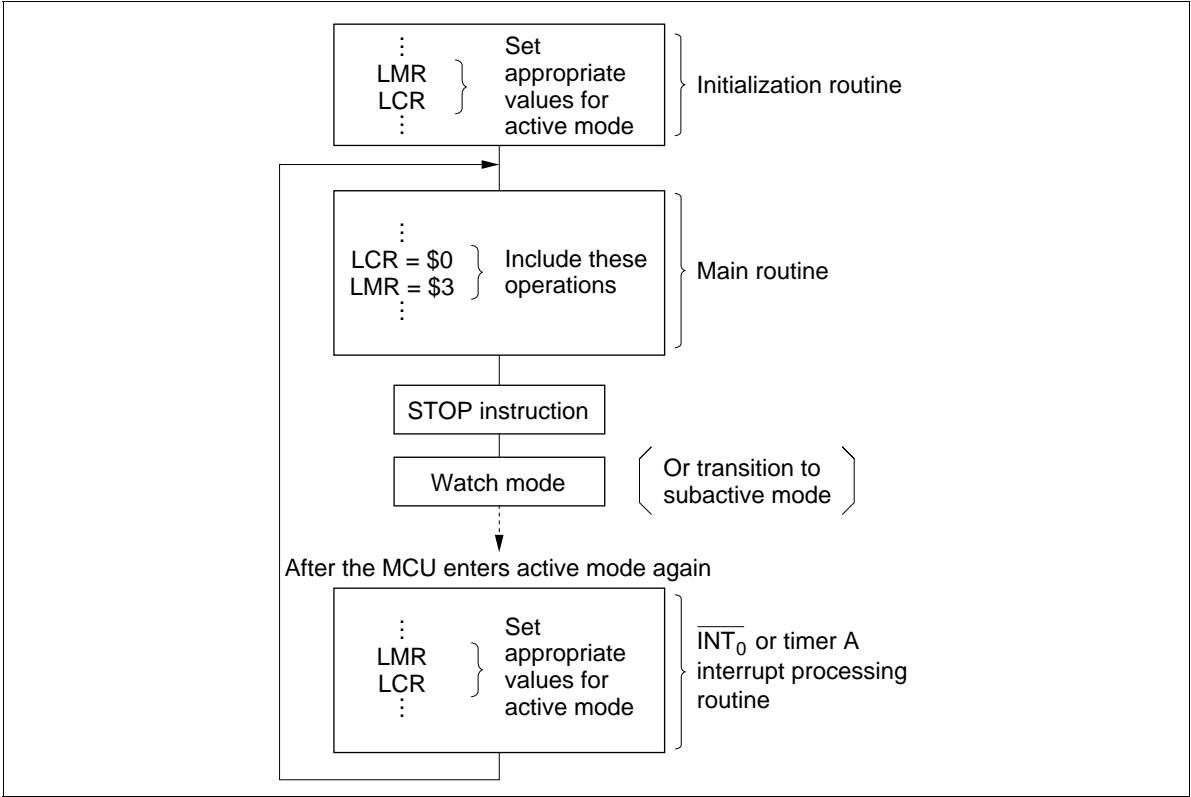 ⋮
LMR
LCR
⋮
Set
appropriate
values for
active mode
Initialization routine
⋮
LCR = $0
LMR = $3
⋮
Include these
operations
Main routine
STOP instruction
Watch mode
Or transition to
subactive mode
After the MCU enters active mode again
⋮
LMR
LCR
⋮
Set
appropriate
values for
active mode
I̅N̅T̅₀ or timer A
interrupt processing
routine